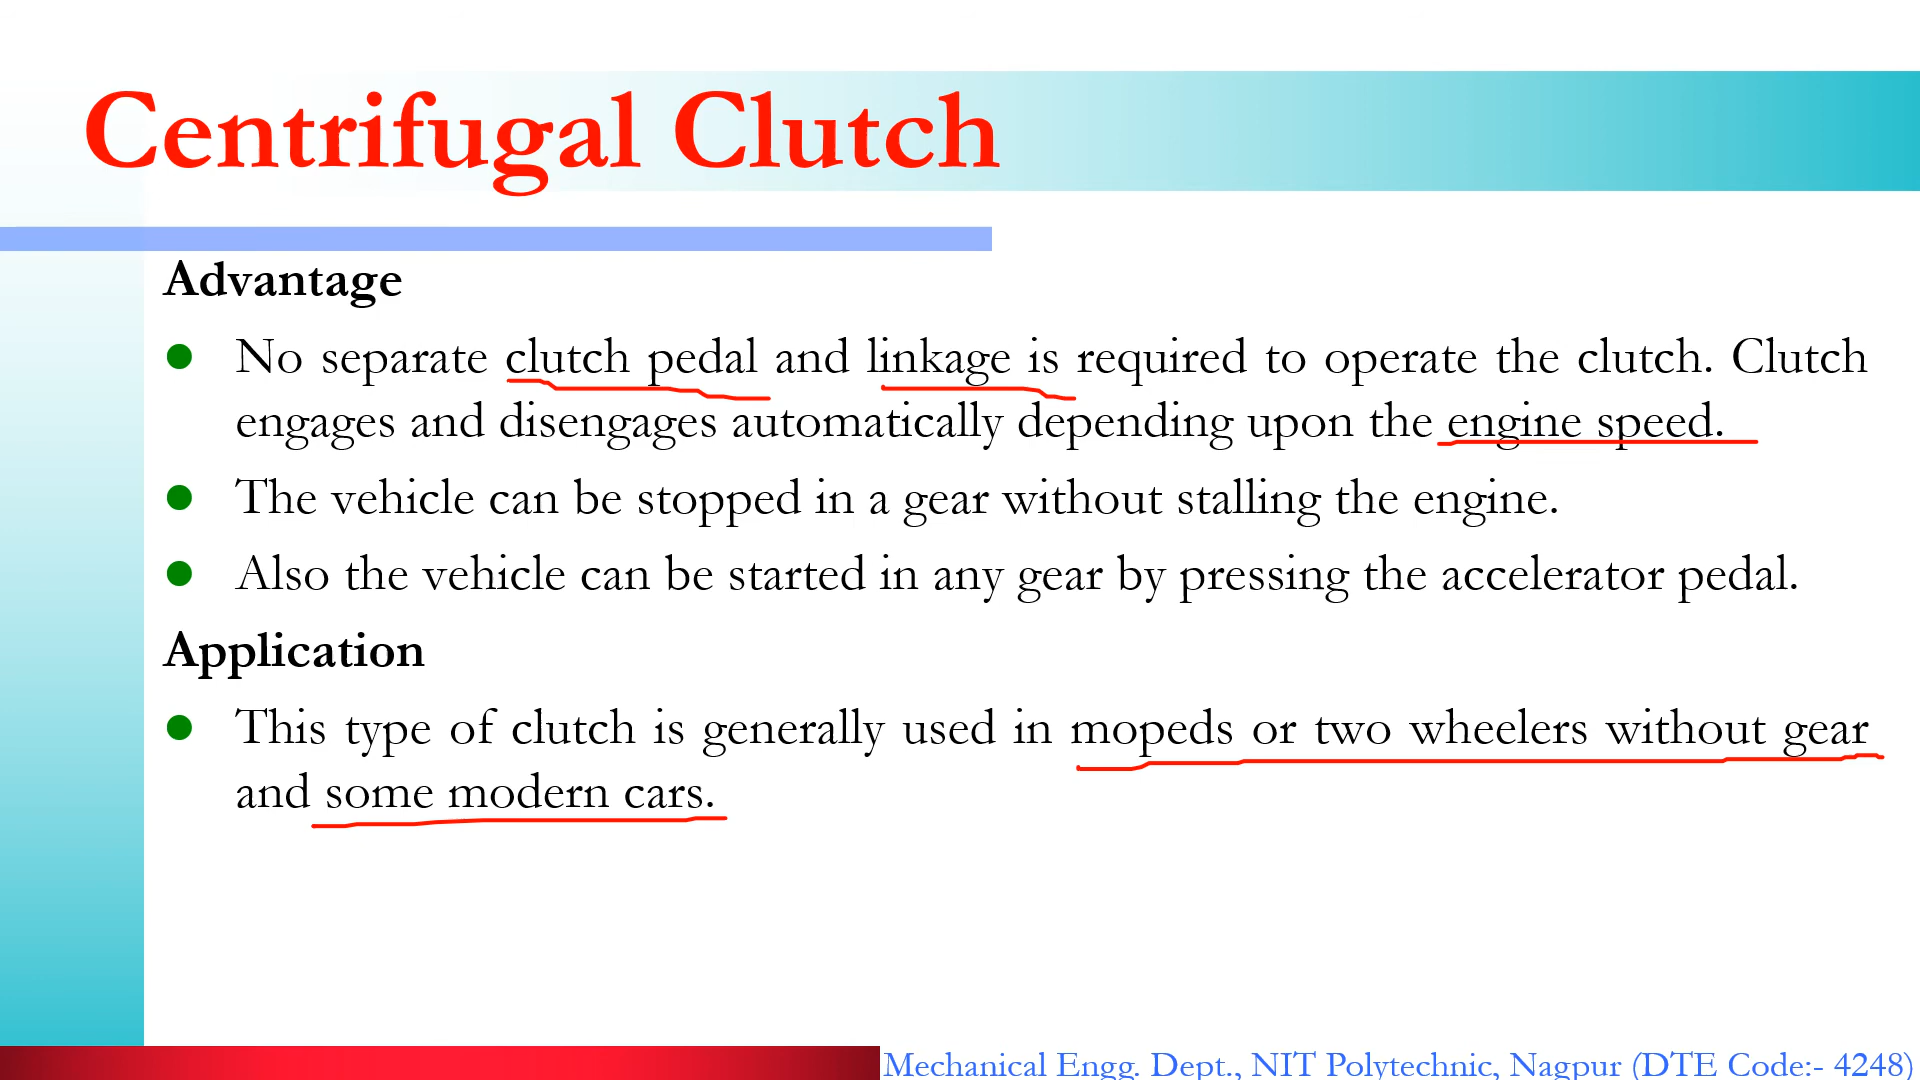 Centrifugal Clutch
Advantage
No separate clutch pedal and linkage is required to operate the clutch. Clutch
engages and disengages automatically depending upon the engine speed.
The vehicle can be stopped in a gear without stalling the engine.
Also the vehicle can be started in any gear by pressing the accelerator pedal.
Application
This type of clutch is generally used in mopeds or two wheelers without gear
and some modern cars.
Mechanical Engg. Dept., NIT Polytechnic, Nagpur (DTE Code:- 4248)